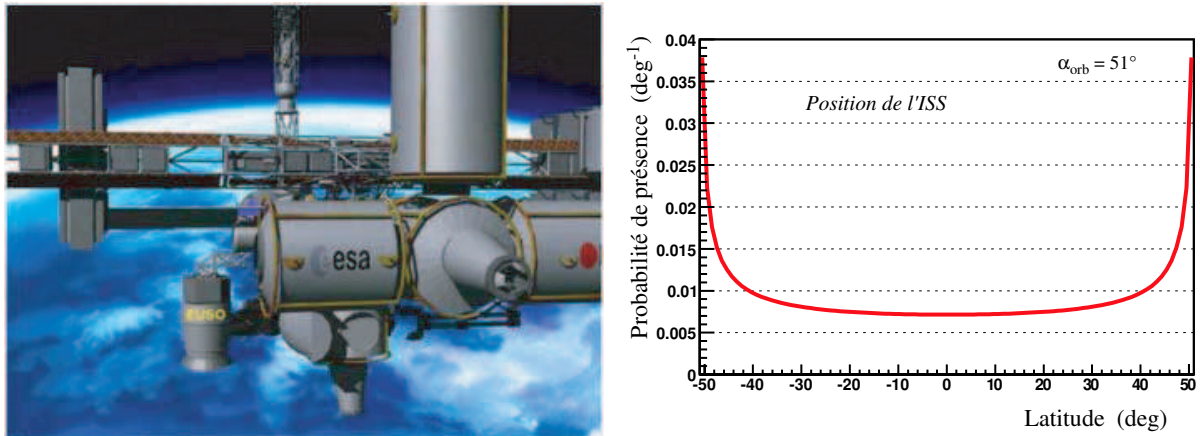 esa
EUSO
Probabilité de présence (deg-1)
0.04
0.035
0.03
0.025
0.02
0.015
0.01
0.005
0
αorb = 51°
Position de l'ISS
-50 -40 -30 -20 -10 0 10 20 30 40 50
Latitude (deg)